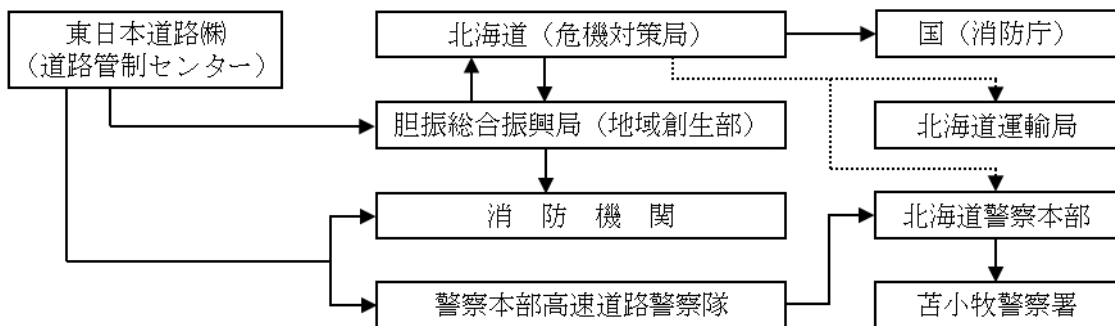 東日本道路㈱
（道路管制センター）
北海道（危機対策局）
国（消防庁）
胆振総合振興局（地域創生部）
北海道運輸局
消　防　機　関
北海道警察本部
警察本部高速道路警察隊
苫小牧警察署